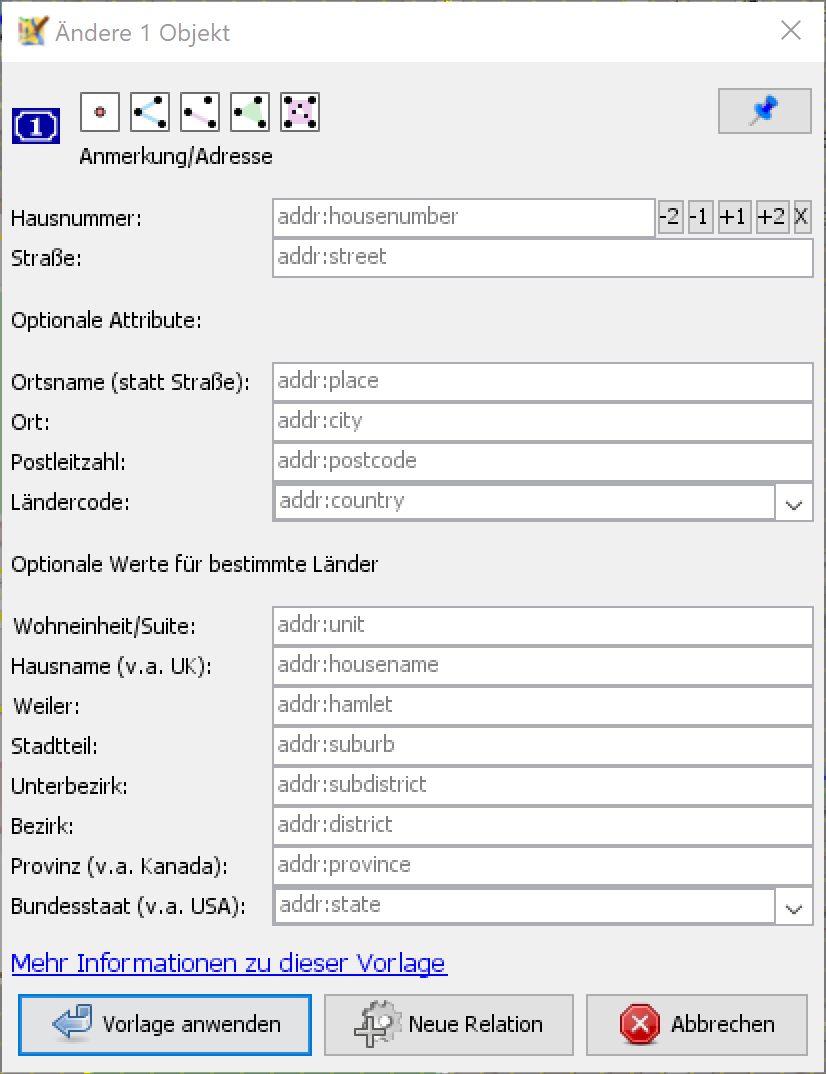 Ändere 1 Objekt
1
Anmerkung/Adresse
Hausnummer: addr:housenumber -2 -1 +1 +2 X
Straße: addr:street
Optionale Attribute:
Ortsname (statt Straße): addr:place
Ort: addr:city
Postleitzahl: addr:postcode
Ländercode: addr:country
Optionale Werte für bestimmte Länder
Wohneinheit/Suite: addr:unit
Hausname (v.a. UK): addr:housename
Weiler: addr:hamlet
Stadtteil: addr:suburb
Unterbezirk: addr:subdistrict
Bezirk: addr:district
Provinz (v.a. Kanada): addr:province
Bundesstaat (v.a. USA): addr:state
Mehr Informationen zu dieser Vorlage
Vorlage anwenden Neue Relation Abbrechen